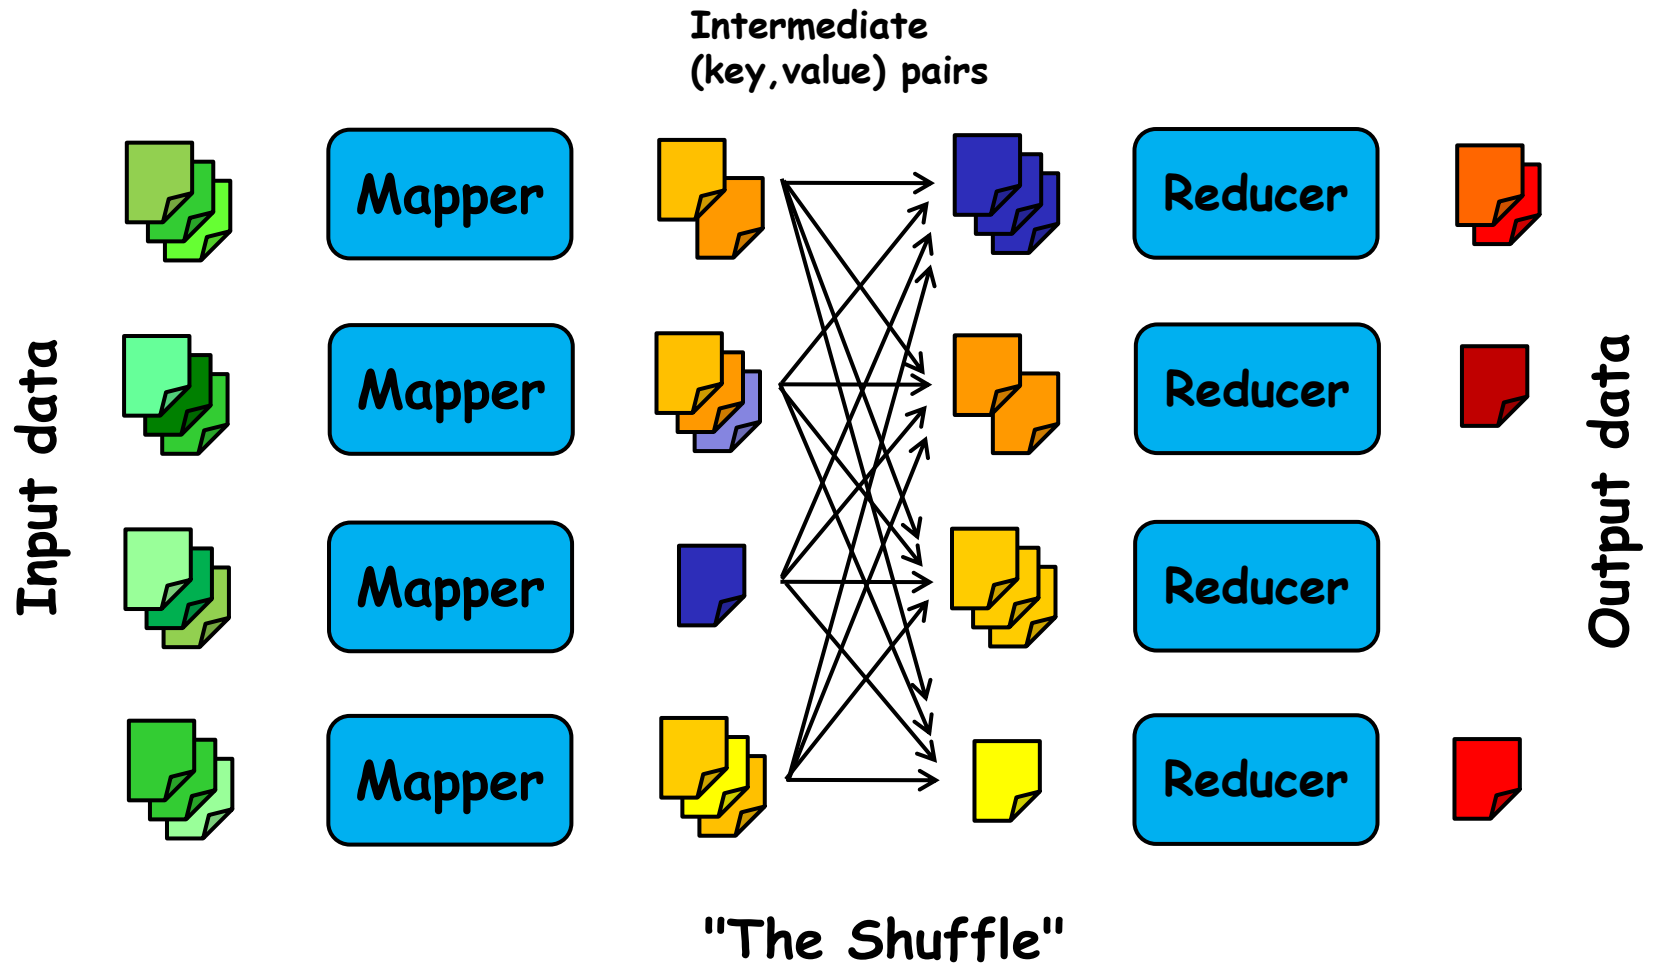 Intermediate
(key,value) pairs
Input data
Mapper
Reducer
Mapper
Reducer
Mapper
Reducer
Mapper
Reducer
Output data
"The Shuffle"